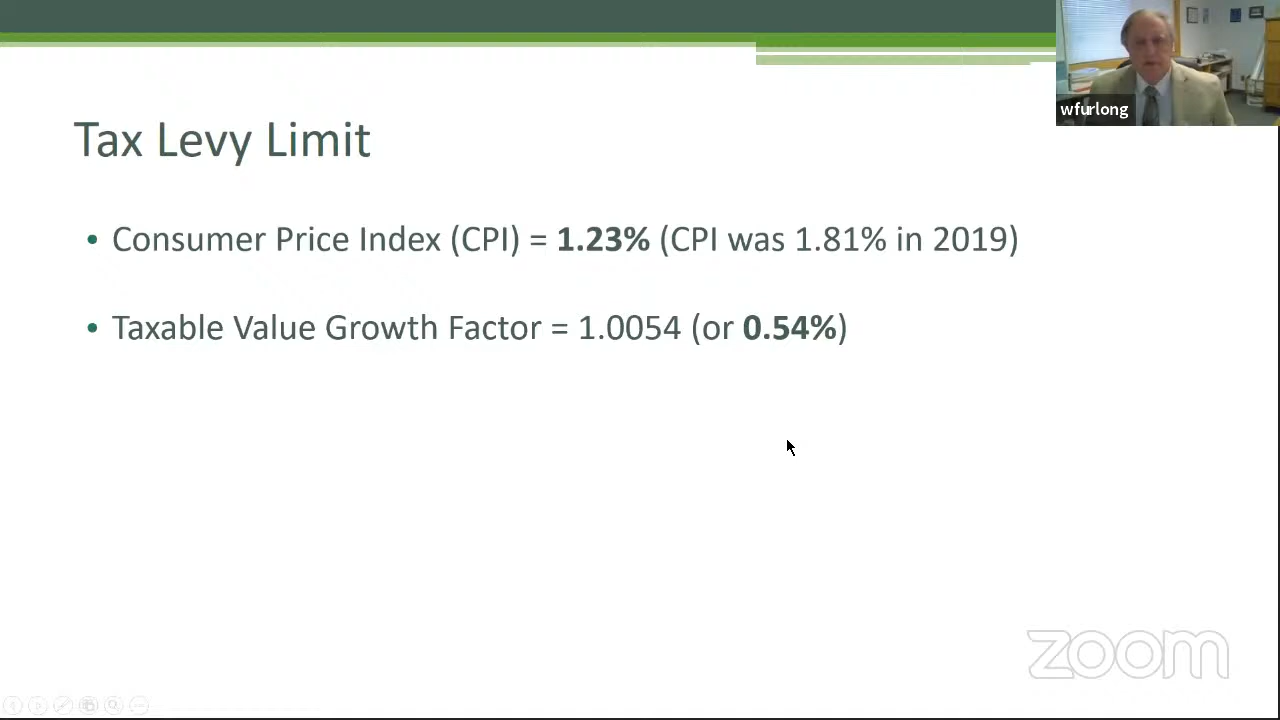 wfurlong
Tax Levy Limit
• Consumer Price Index (CPI) = 1.23% (CPI was 1.81% in 2019)
• Taxable Value Growth Factor = 1.0054 (or 0.54%)
zoom